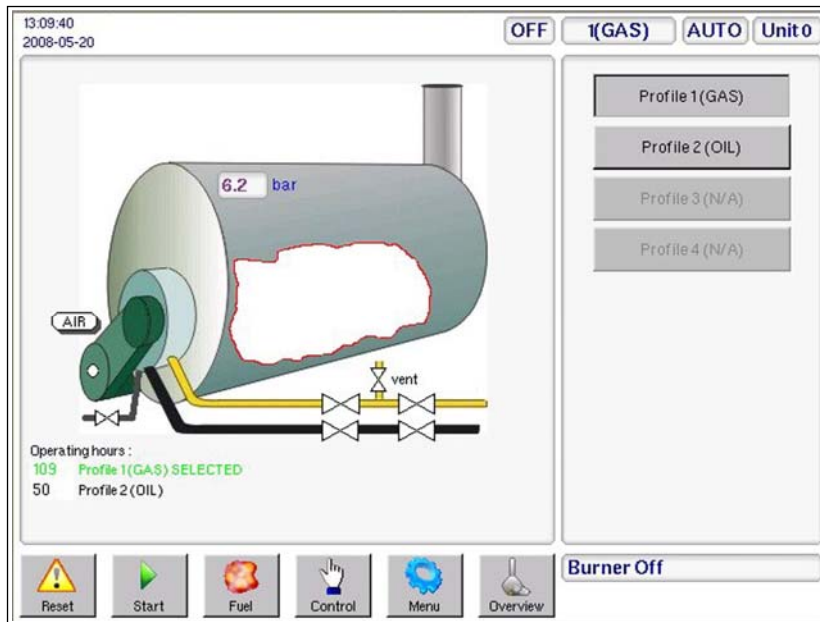 13:09:40
2008-05-20
OFF
1(GAS)
AUTO
Unit 0
Profile 1(GAS)
Profile 2 (OIL)
Profile 3 (N/A)
Profile 4 (N/A)
6.2 bar
AIR
vent
Operating hours :
109 Profile 1(GAS) SELECTED
50 Profile 2 (OIL)
Burner Off
Reset
Start
Fuel
Control
Menu
Overview